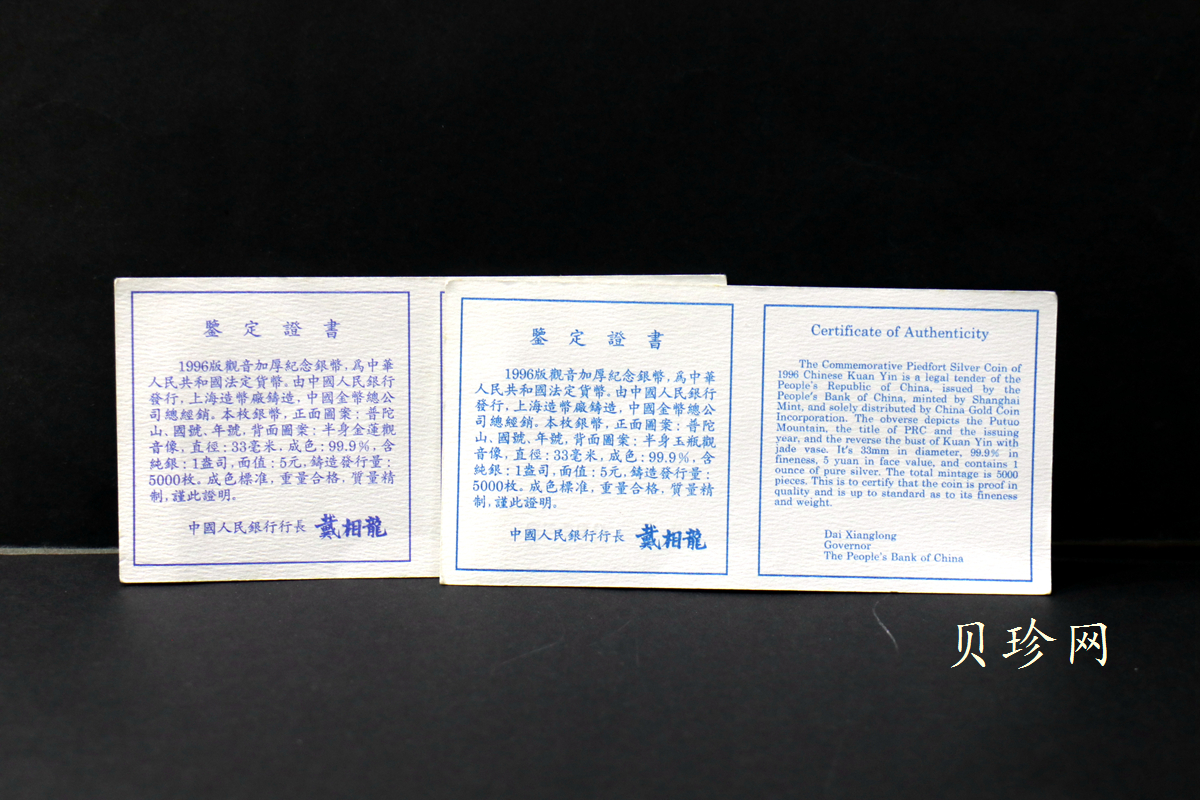 鑒定證書
1996版觀音加厚紀念銀幣,爲中華
人民共和國法定貨幣。由中國人民銀行
發行,上海造幣廠鑄造,中國金幣總公
司總經銷。本枚銀幣,正面圖案:普陀
山、國號、年號,背面圖案:半身金蓮觀
音像,直徑:33毫米,成色:99.9%,含
純銀:1盎司,面值:5元,鑄造發行量:
5000枚。成色標准,重量合格,質量精
制,謹此證明。
中國人民銀行行長 戴相龍
鑒定證書
1996版觀音加厚紀念銀幣,爲中華
人民共和國法定貨幣。由中國人民銀行
發行,上海造幣廠鑄造,中國金幣總公
司總經銷。本枚銀幣,正面圖案:普陀
山、國號、年號,背面圖案:半身玉瓶觀
音像,直徑:33毫米,成色:99.9%,含
純銀:1盎司,面值:5元,鑄造發行量:
5000枚。成色標准,重量合格,質量精
制,謹此證明。
中國人民銀行行長 戴相龍
Certificate of Authenticity
The Commemorative Piedfort Silver Coin of
1996 Chinese Kuan Yin is a legal tender of the
People's Republic of China, issued by the
People's Bank of China, minted by Shanghai
Mint, and solely distributed by China Gold Coin
Incorporation. The obverse depicts the Putuo
Mountain, the title of PRC and the issuing
year, and the reverse the bust of Kuan Yin with
jade vase. It's 33mm in diameter, 99.9% in
fineness, 5 yuan in face value, and contains 1
ounce of pure silver. The total mintage is 5000
pieces. This is to certify that the coin is proof in
quality and is up to standard as to its fineness
and weight.
Dai Xianglong
Governor
The People's Bank of China
贝珍网